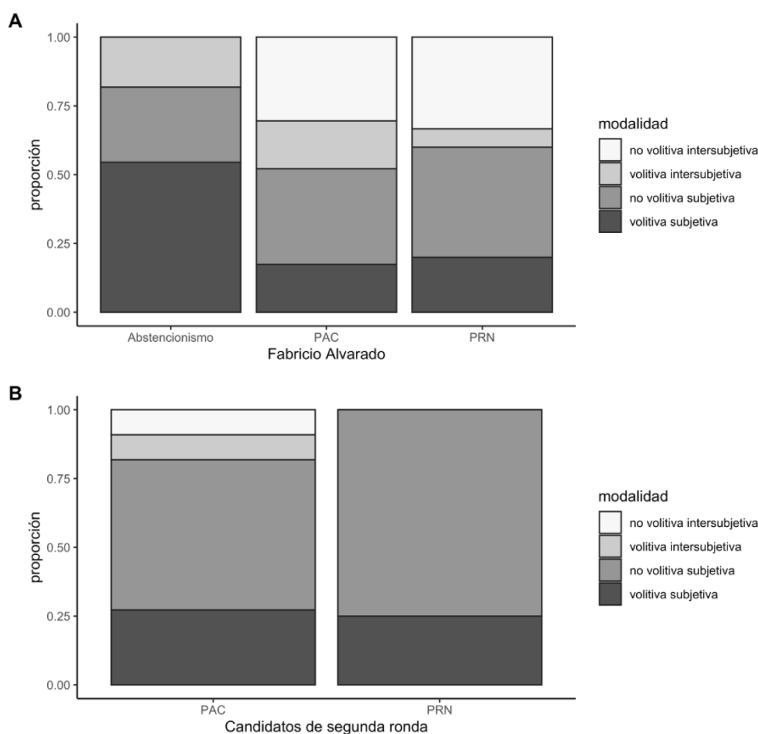 A
1.00
0.75
0.50
0.25
0.00
proporción
Abstencionismo
PAC
PRN
Fabricio Alvarado
modalidad
no volitiva intersubjetiva
volitiva intersubjetiva
no volitiva subjetiva
volitiva subjetiva
B
1.00
0.75
0.50
0.25
0.00
proporción
PAC
PRN
Candidatos de segunda ronda
modalidad
no volitiva intersubjetiva
volitiva intersubjetiva
no volitiva subjetiva
volitiva subjetiva